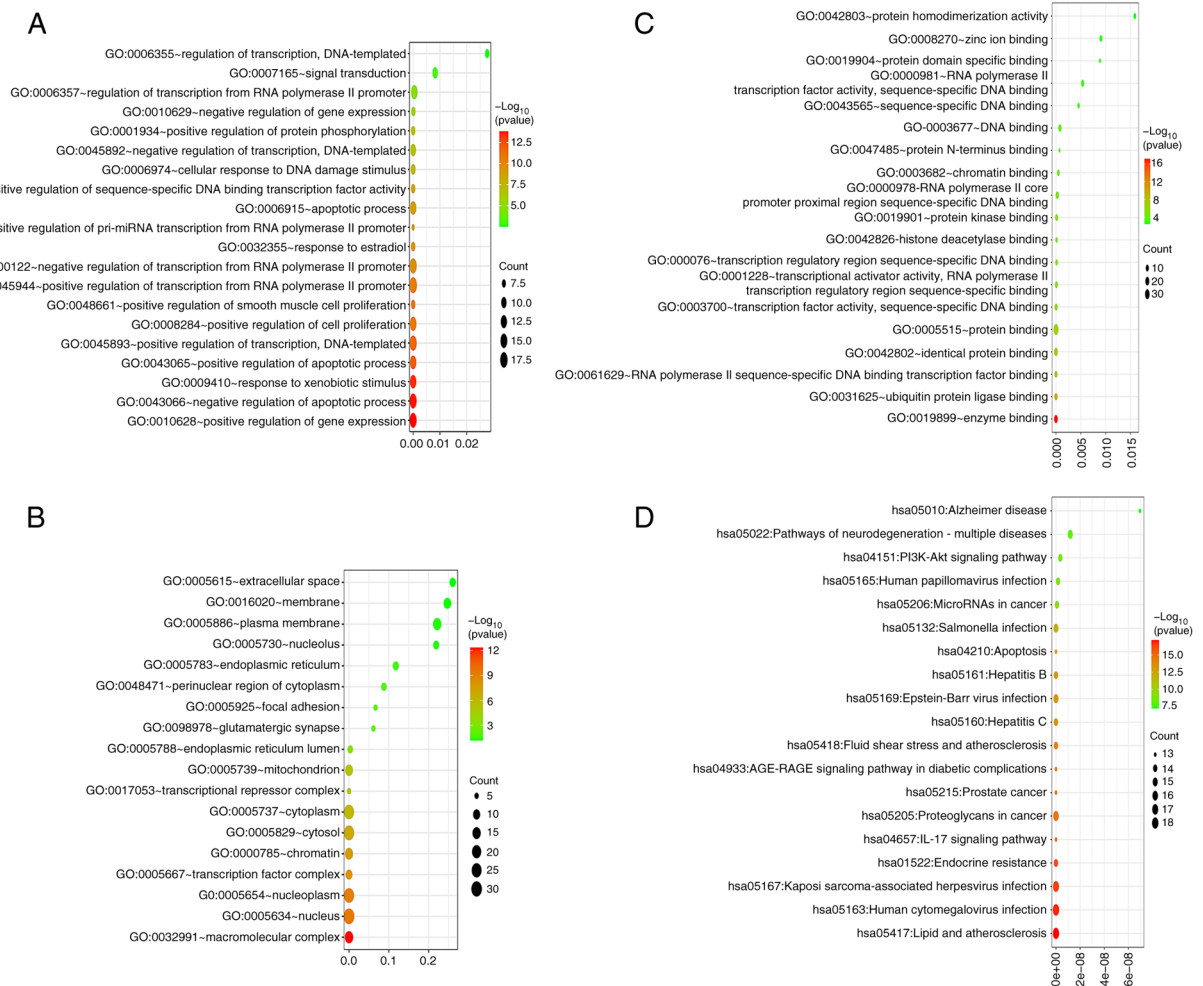 A
GO:0006355~regulation of transcription, DNA-templated
GO:0007165~signal transduction
GO:0006357~regulation of transcription from RNA polymerase II promoter
GO:0010629~negative regulation of gene expression
GO:0001934~positive regulation of protein phosphorylation
GO:0045892~negative regulation of transcription, DNA-templated
GO:0006974~cellular response to DNA damage stimulus
sitive regulation of sequence-specific DNA binding transcription factor activity
GO:0006915~apoptotic process
sitive regulation of pri-miRNA transcription from RNA polymerase II promoter
GO:0032355~response to estradiol
00122~negative regulation of transcription from RNA polymerase II promoter
045944~positive regulation of transcription from RNA polymerase II promoter
GO:0048661~positive regulation of smooth muscle cell proliferation
GO:0008284~positive regulation of cell proliferation
GO:0045893~positive regulation of transcription, DNA-templated
GO:0043065~positive regulation of apoptotic process
GO:0009410~response to xenobiotic stimulus
GO:0043066~negative regulation of apoptotic process
GO:0010628~positive regulation of gene expression
0.00 0.01 0.02
−Log10
(pvalue)
12.5
10.0
7.5
5.0
Count
7.5
10.0
12.5
15.0
17.5
B
GO:0005615~extracellular space
GO:0016020~membrane
GO:0005886~plasma membrane
GO:0005730~nucleolus
GO:0005783~endoplasmic reticulum
GO:0048471~perinuclear region of cytoplasm
GO:0005925~focal adhesion
GO:0098978~glutamatergic synapse
GO:0005788~endoplasmic reticulum lumen
GO:0005739~mitochondrion
GO:0017053~transcriptional repressor complex
GO:0005737~cytoplasm
GO:0005829~cytosol
GO:0000785~chromatin
GO:0005667~transcription factor complex
G0:0005654~nucleoplasm
GO:0005634~nucleus
GO:0032991~macromolecular complex
0.0 0.1 0.2
−Log10
(pvalue)
12
9
6
3
Count
5
10
15
20
25
30
C
GO:0042803~protein homodimerization activity
GO:0008270~zinc ion binding
GO:0019904~protein domain specific binding
GO:0000981~RNA polymerase II
transcription factor activity, sequence-specific DNA binding
GO:0043565~sequence-specific DNA binding
GO-0003677~DNA binding
GO:0047485~protein N-terminus binding
GO:0003682~chromatin binding
GO:0000978-RNA polymerase II core
promoter proximal region sequence-specific DNA binding
GO:0019901~protein kinase binding
GO:0042826-histone deacetylase binding
GO:000076~transcription regulatory region sequence-specific DNA binding
GO:0001228~transcriptional activator activity, RNA polymerase II
transcription regulatory region sequence-specific binding
GO:0003700~transcription factor activity, sequence-specific DNA binding
GO:0005515~protein binding
GO:0042802~identical protein binding
GO:0061629~RNA polymerase II sequence-specific DNA binding transcription factor binding
GO:0031625~ubiquitin protein ligase binding
GO:0019899~enzyme binding
0.000
0.005
0.010
0.015
−Log10
(pvalue)
16
12
8
4
Count
10
20
30
D
hsa05010:Alzheimer disease
hsa05022:Pathways of neurodegeneration - multiple diseases
hsa04151:PI3K-Akt signaling pathway
hsa05165:Human papillomavirus infection
hsa05206:MicroRNAs in cancer
hsa05132:Salmonella infection
hsa04210:Apoptosis
hsa05161:Hepatitis B
hsa05169:Epstein-Barr virus infection
hsa05160:Hepatitis C
hsa05418:Fluid shear stress and atherosclerosis
hsa04933:AGE-RAGE signaling pathway in diabetic complications
hsa05215:Prostate cancer
hsa05205:Proteoglycans in cancer
hsa04657:IL-17 signaling pathway
hsa01522:Endocrine resistance
hsa05167:Kaposi sarcoma-associated herpesvirus infection
hsa05163:Human cytomegalovirus infection
hsa05417:Lipid and atherosclerosis
0e+00
2e-08
4e-08
6e-08
−Log10
(pvalue)
15.0
12.5
10.0
7.5
Count
13
14
15
16
17
18